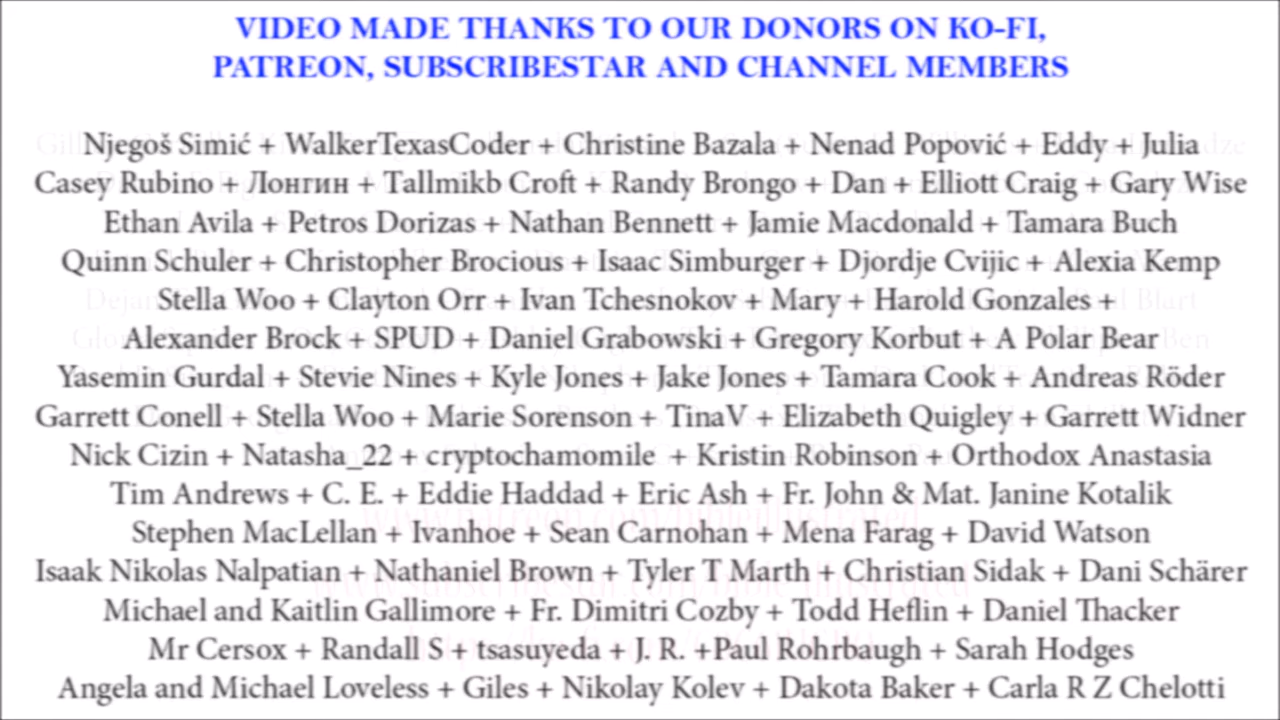 VIDEO MADE THANKS TO OUR DONORS ON KO-FI,
PATREON, SUBSCRIBESTAR AND CHANNEL MEMBERS
Njegoš Simić + WalkerTexasCoder + Christine Bazala + Nenad Popović + Eddy + Julia
Casey Rubino + Лонгин + Tallmikb Croft + Randy Brongo + Dan + Elliott Craig + Gary Wise
Ethan Avila + Petros Dorizas + Nathan Bennett + Jamie Macdonald + Tamara Buch
Quinn Schuler + Christopher Brocious + Isaac Simburger + Djordje Cvijic + Alexia Kemp
Stella Woo + Clayton Orr + Ivan Tchesnokov + Mary + Harold Gonzales +
Alexander Brock + SPUD + Daniel Grabowski + Gregory Korbut + A Polar Bear
Yasemin Gurdal + Stevie Nines + Kyle Jones + Jake Jones + Tamara Cook + Andreas Röder
Garrett Conell + Stella Woo + Marie Sorenson + TinaV + Elizabeth Quigley + Garrett Widner
Nick Cizin + Natasha_22 + cryptochamomile + Kristin Robinson + Orthodox Anastasia
Tim Andrews + C. E. + Eddie Haddad + Eric Ash + Fr. John & Mat. Janine Kotalik
Stephen MacLellan + Ivanhoe + Sean Carnohan + Mena Farag + David Watson
Isaak Nikolas Nalpatian + Nathaniel Brown + Tyler T Marth + Christian Sidak + Dani Schärer
Michael and Kaitlin Gallimore + Fr. Dimitri Cozby + Todd Heflin + Daniel Thacker
Mr Cersox + Randall S + tsasuyeda + J. R. +Paul Rohrbaugh + Sarah Hodges
Angela and Michael Loveless + Giles + Nikolay Kolev + Dakota Baker + Carla R Z Chelotti